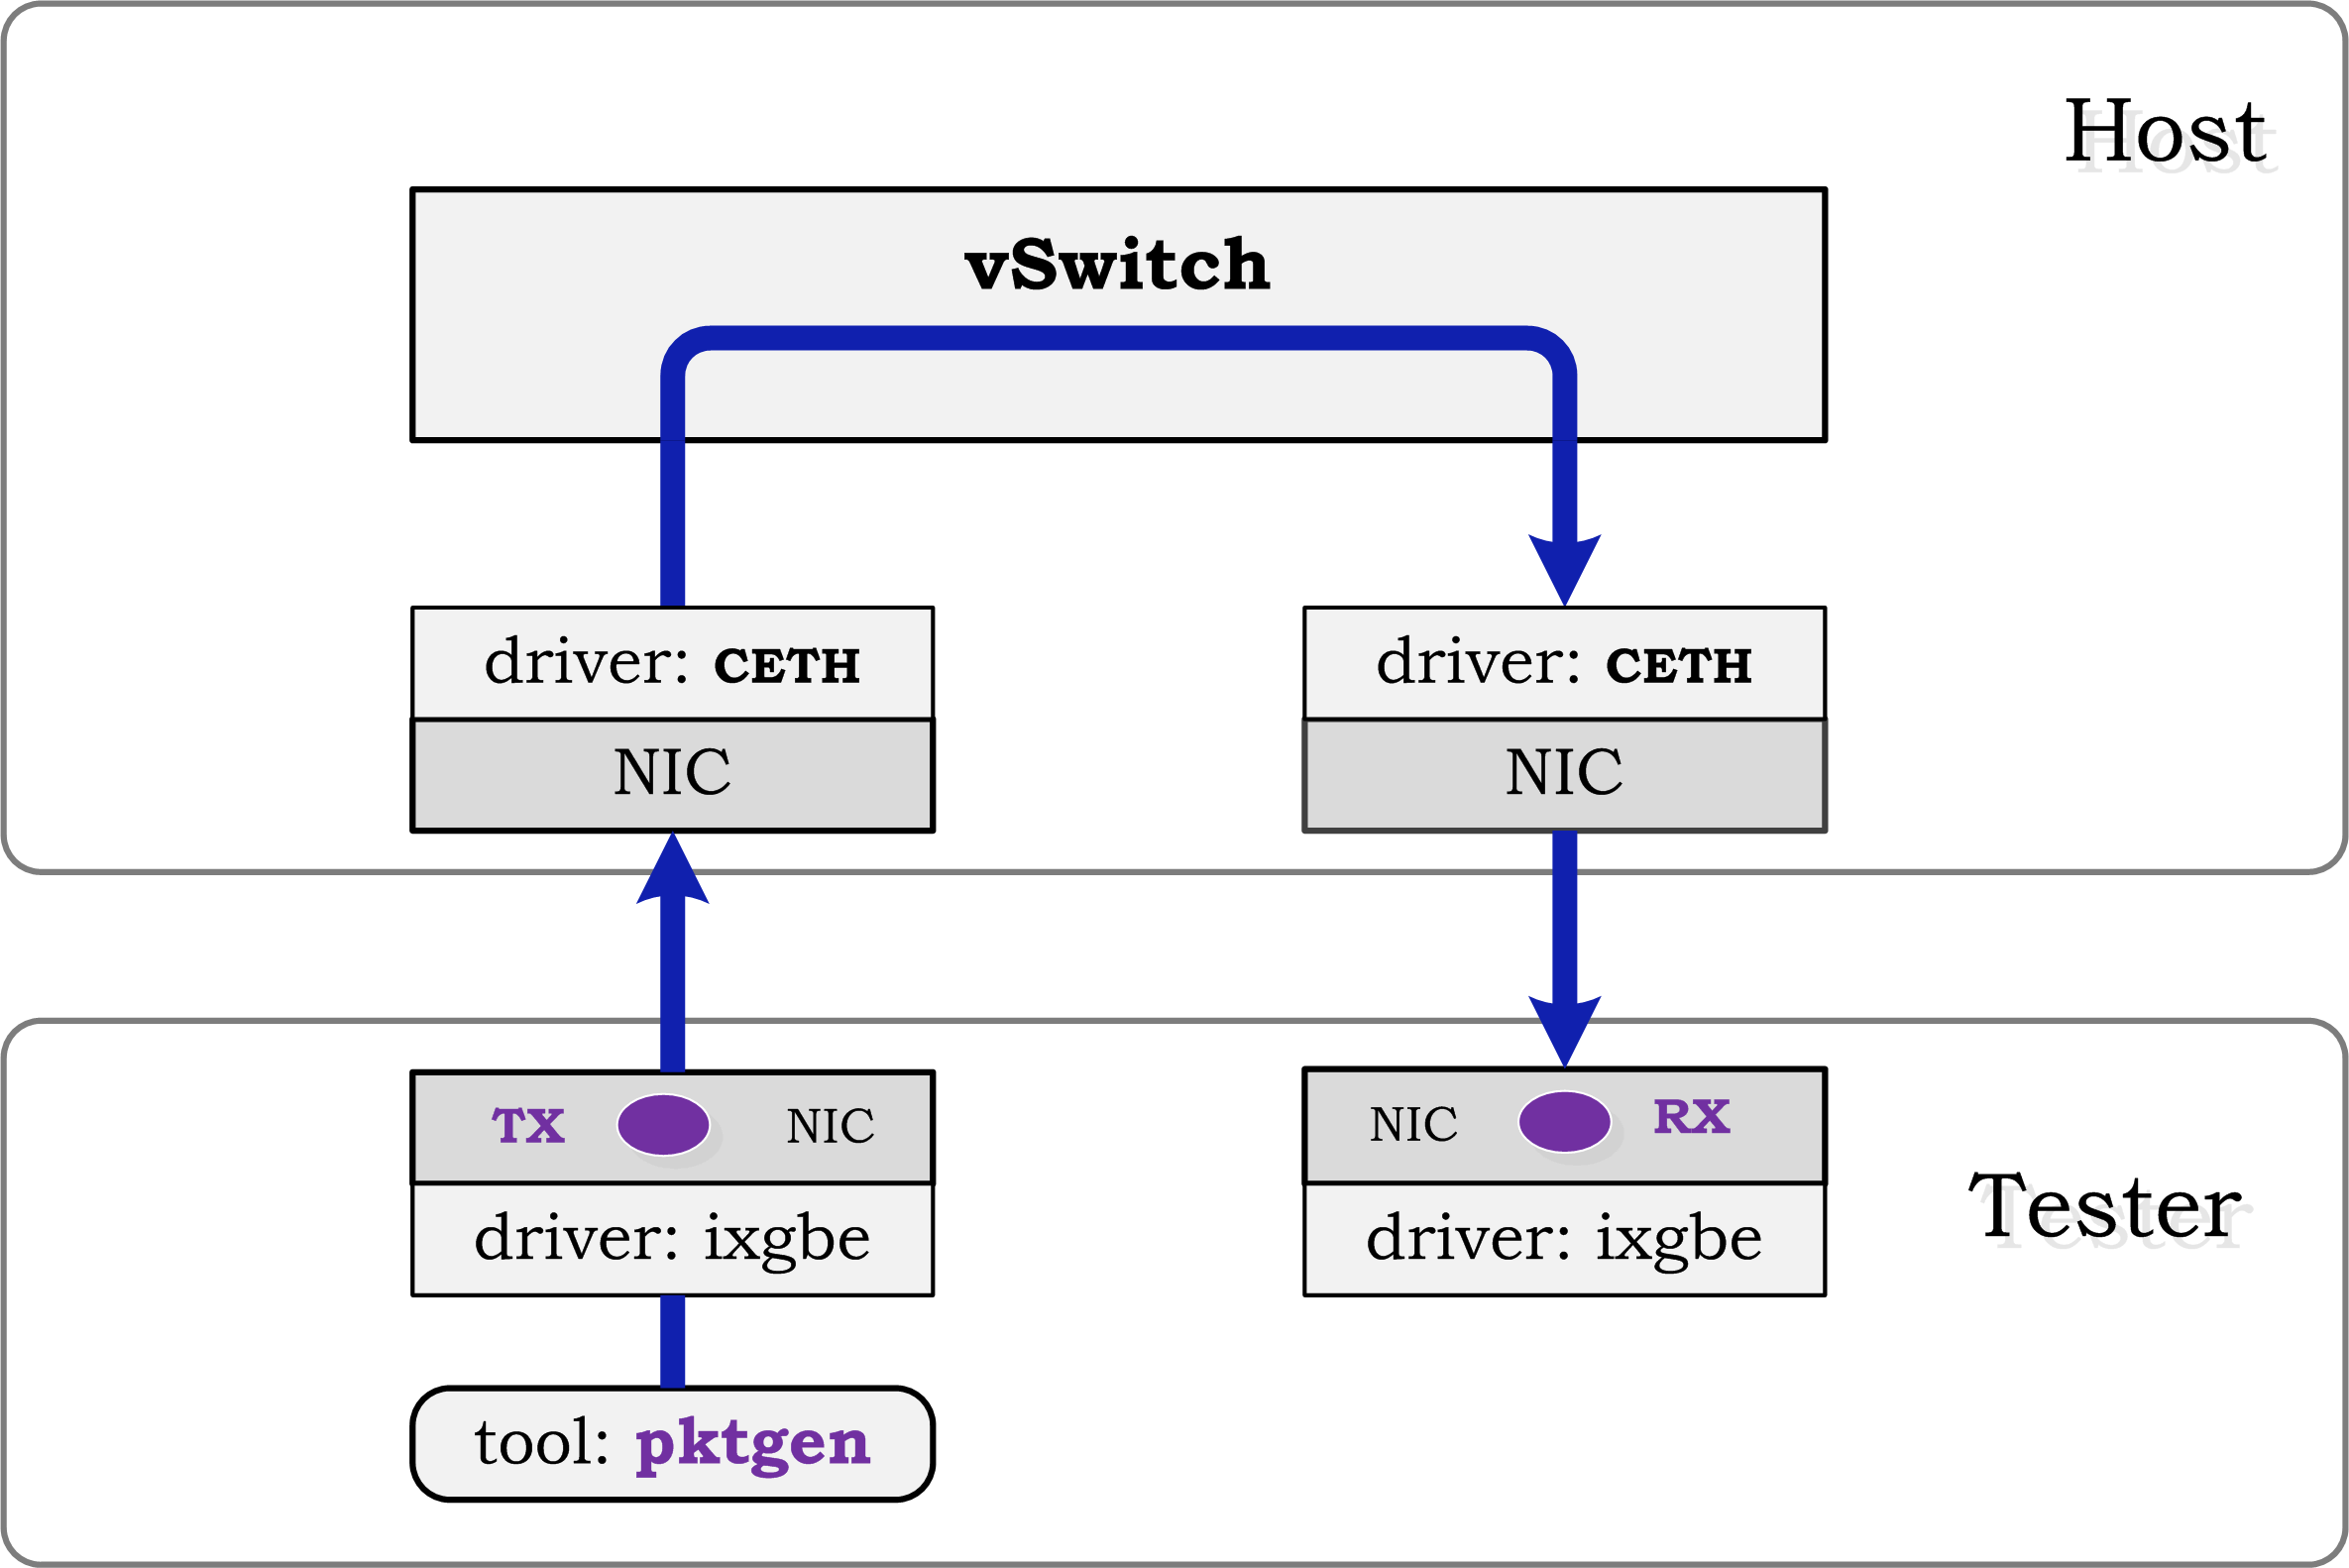 Host
vSwitch
driver: CETH
driver: CETH
NIC
NIC
TX NIC
NIC RX
driver: ixgbe
driver: ixgbe
Tester
tool: pktgen